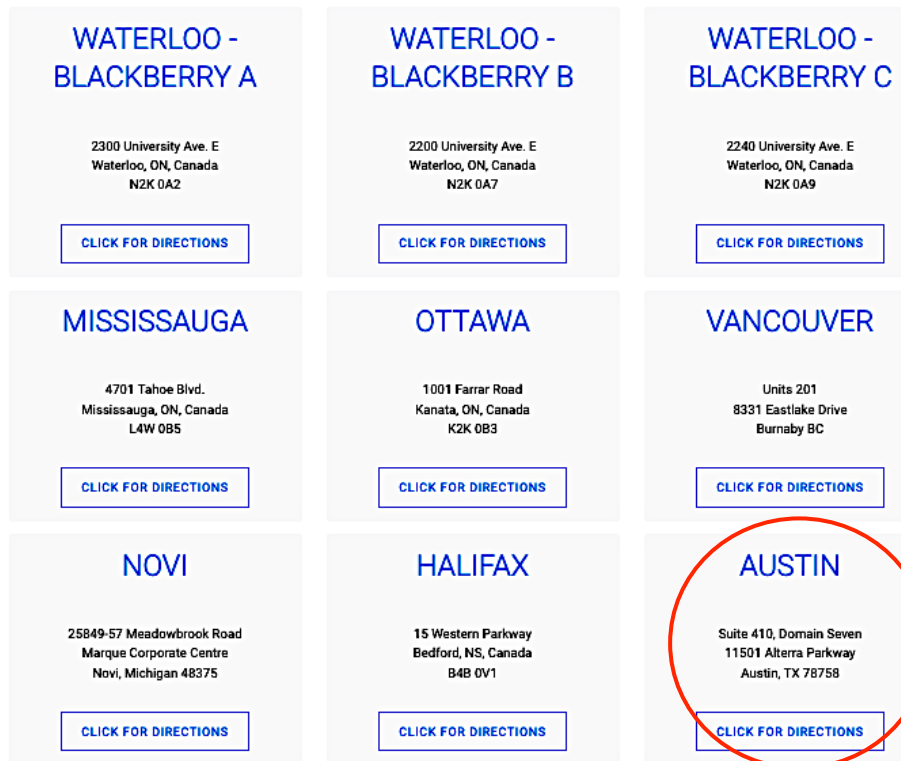 WATERLOO -
BLACKBERRY A
2300 University Ave. E
Waterloo, ON, Canada
N2K 0A2
CLICK FOR DIRECTIONS
WATERLOO -
BLACKBERRY B
2200 University Ave. E
Waterloo, ON, Canada
N2K 0A7
CLICK FOR DIRECTIONS
WATERLOO -
BLACKBERRY C
2240 University Ave. E
Waterloo, ON, Canada
N2K 0A9
CLICK FOR DIRECTIONS
MISSISSAUGA
4701 Tahoe Blvd.
Mississauga, ON, Canada
L4W 0B5
CLICK FOR DIRECTIONS
OTTAWA
1001 Farrar Road
Kanata, ON, Canada
K2K 0B3
CLICK FOR DIRECTIONS
VANCOUVER
Units 201
8331 Eastlake Drive
Burnaby BC
CLICK FOR DIRECTIONS
NOVI
25849-57 Meadowbrook Road
Marque Corporate Centre
Novi, Michigan 48375
CLICK FOR DIRECTIONS
HALIFAX
15 Western Parkway
Bedford, NS, Canada
B4B 0V1
CLICK FOR DIRECTIONS
AUSTIN
Suite 410, Domain Seven
11501 Alterra Parkway
Austin, TX 78758
CLICK FOR DIRECTIONS